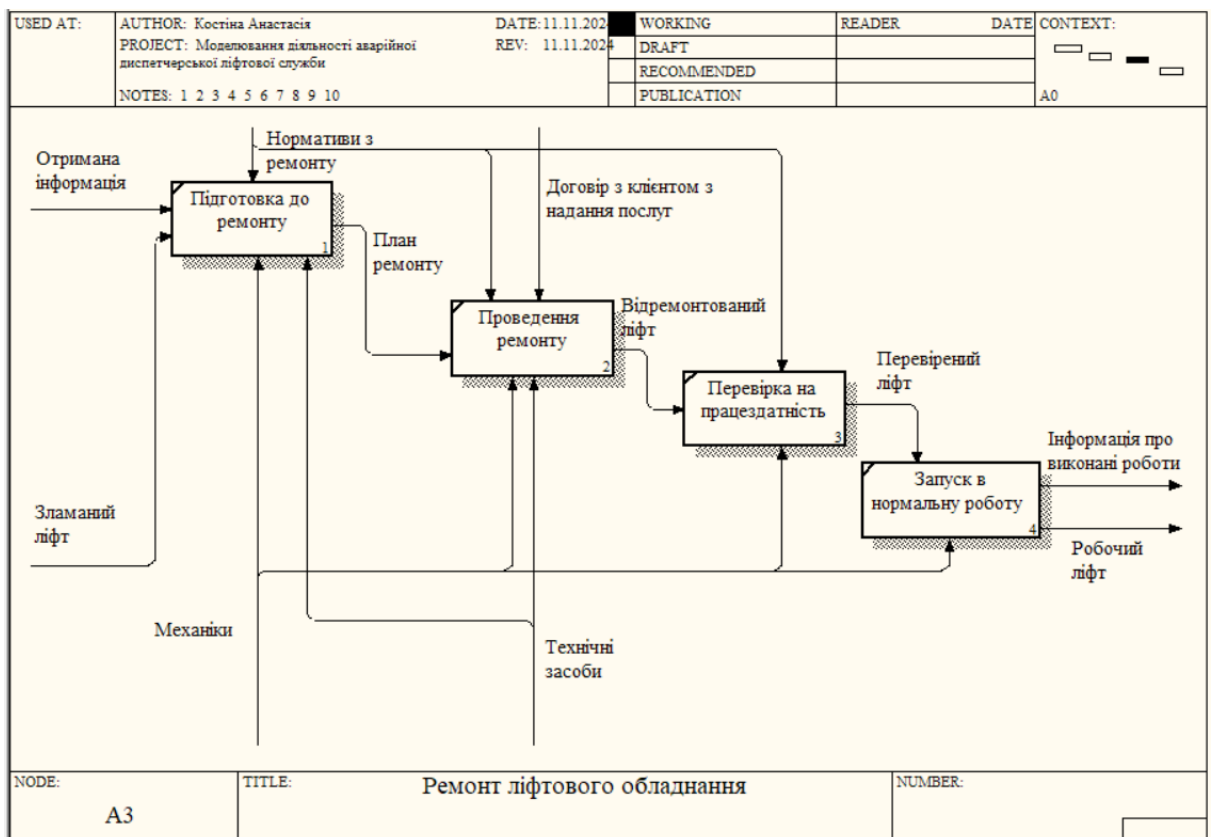 USED AT:
AUTHOR: Костіна Анастасія
DATE: 11.11.2024
PROJECT: Моделювання діяльності аварійної
диспетчерської ліфтової служби
REV: 11.11.2024
NOTES: 1 2 3 4 5 6 7 8 9 10
WORKING
DRAFT
RECOMMENDED
PUBLICATION
READER
DATE
CONTEXT:
A0
Нормативи з
ремонту
Отримана
інформація
Підготовка до
ремонту
1
Договір з клієнтом з
надання послуг
План
ремонту
Проведення
ремонту
2
Відремонтований
ліфт
Перевірка на
працездатність
3
Перевірений
ліфт
Запуск в
нормальну роботу
4
Інформація про
виконані роботи
Робочий
ліфт
Зламаний
ліфт
Механіки
Технічні
засоби
NODE:
A3
TITLE:
Ремонт ліфтового обладнання
NUMBER: